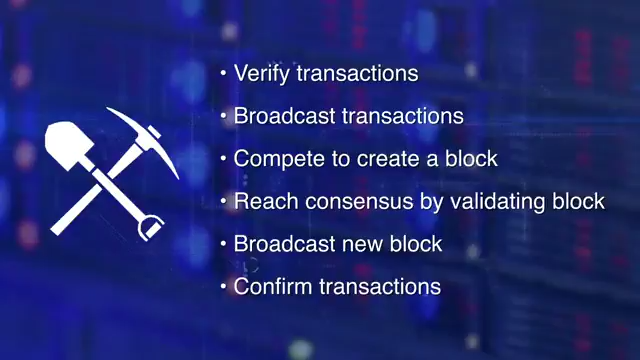 • Verify transactions
• Broadcast transactions
• Compete to create a block
• Reach consensus by validating block
• Broadcast new block
• Confirm transactions